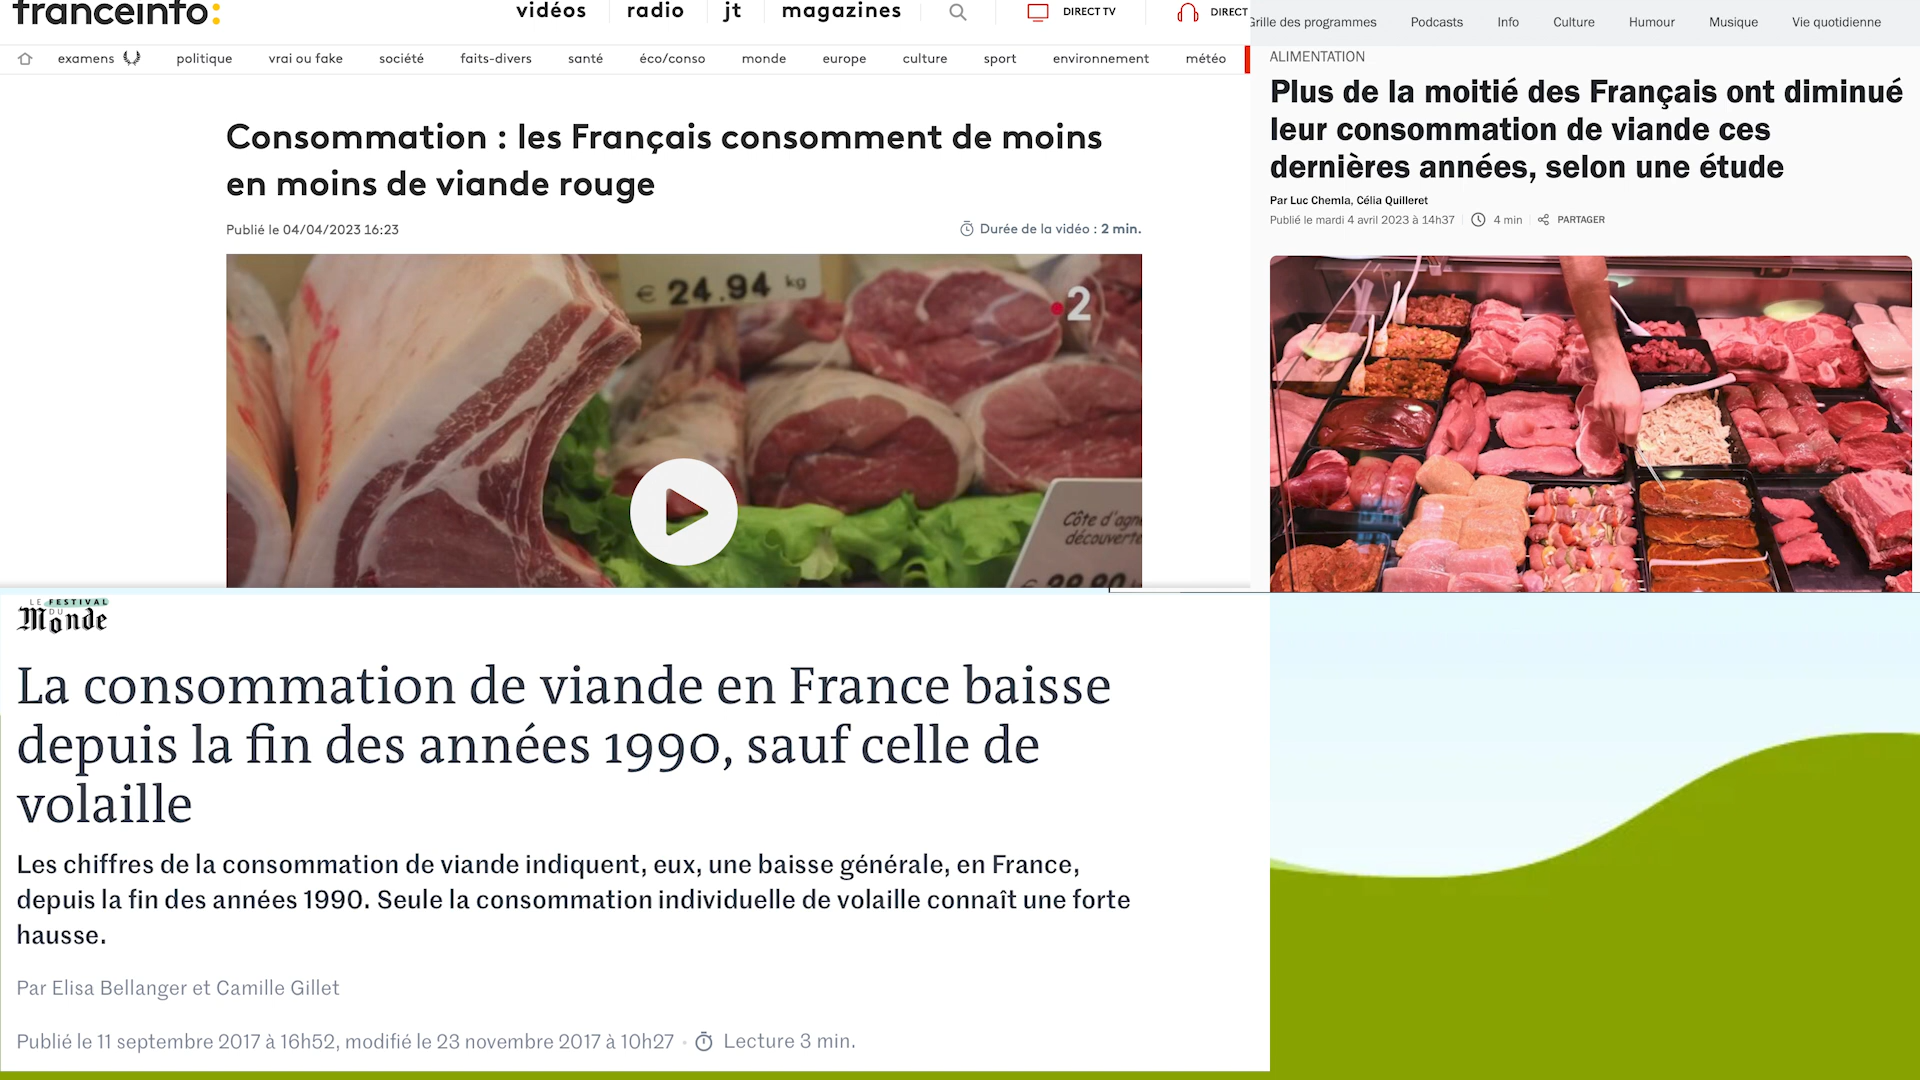 franceinfo:
vidéos radio jt magazines DIRECT TV DIRECT
examens politique vrai ou fake société faits-divers santé éco/conso monde europe culture sport environnement météo
Consommation : les Français consomment de moins
en moins de viande rouge
Publié le 04/04/2023 16:23
Durée de la vidéo : 2 min.
€ 24.94 kg
2
Côte d'agn
découverte
Grille des programmes Podcasts Info Culture Humour Musique Vie quotidienne
ALIMENTATION
Plus de la moitié des Français ont diminué
leur consommation de viande ces
dernières années, selon une étude
Par Luc Chemla, Célia Quilleret
Publié le mardi 4 avril 2023 à 14h37 4 min PARTAGER
LE FESTIVAL
DU
Monde
La consommation de viande en France baisse
depuis la fin des années 1990, sauf celle de
volaille
Les chiffres de la consommation de viande indiquent, eux, une baisse générale, en France,
depuis la fin des années 1990. Seule la consommation individuelle de volaille connaît une forte
hausse.
Par Elisa Bellanger et Camille Gillet
Publié le 11 septembre 2017 à 16h52, modifié le 23 novembre 2017 à 10h27 • Lecture 3 min.